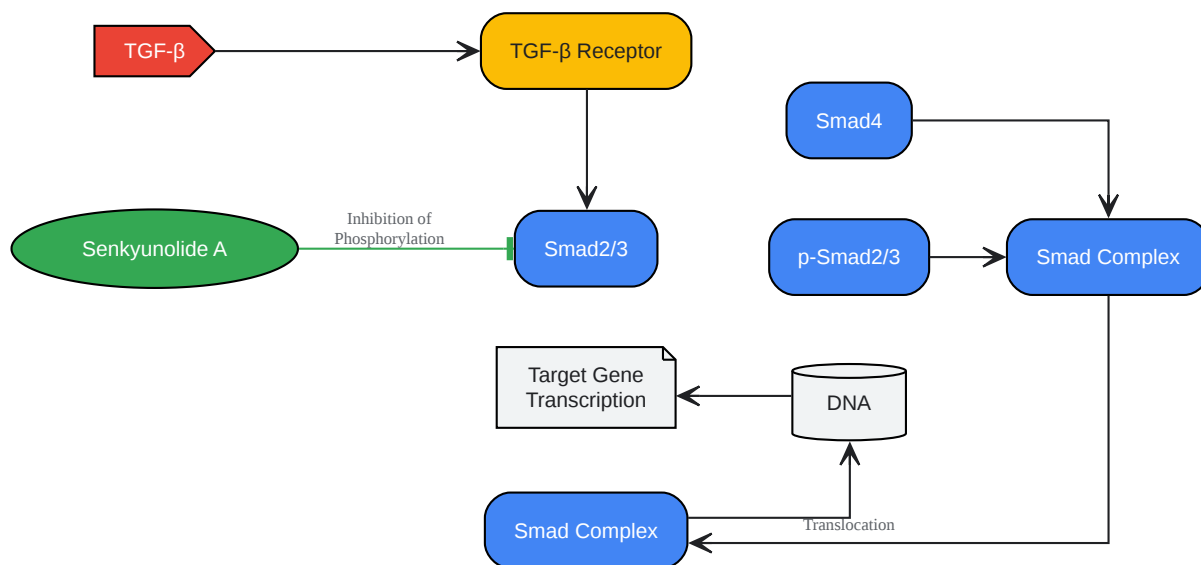 TGF-β
TGF-β Receptor
Smad4
Inhibition of
Phosphorylation
Senkyunolide A
Smad2/3
p-Smad2/3
Smad Complex
Target Gene
Transcription
DNA
Smad Complex
Translocation